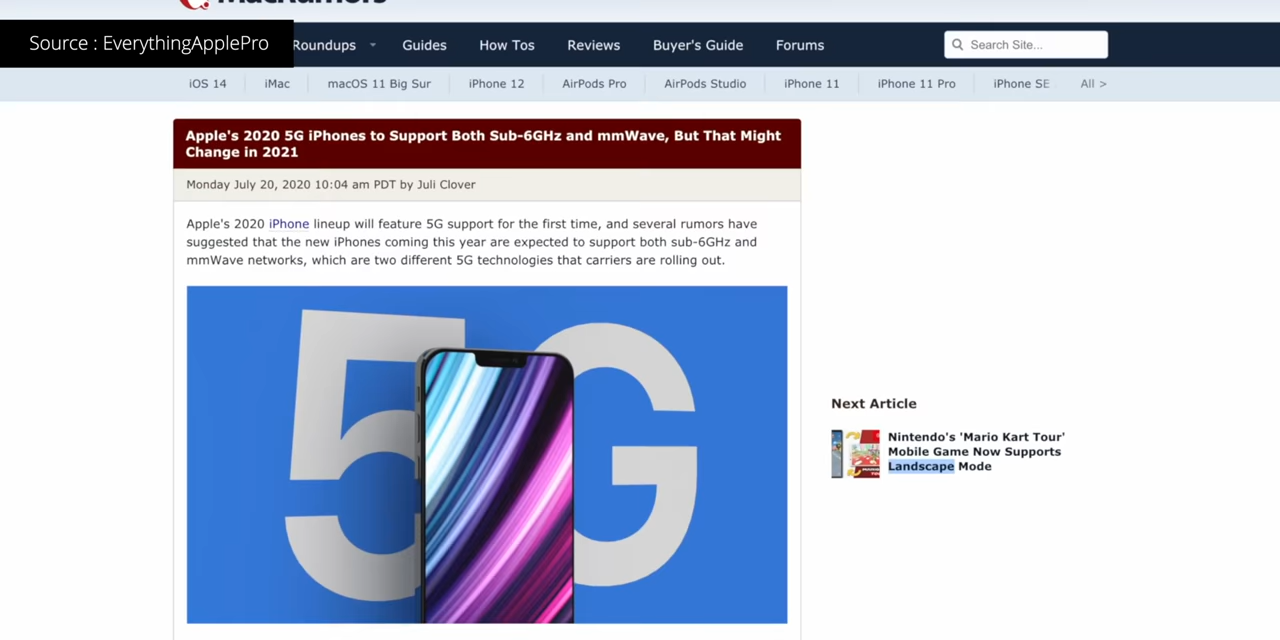 MacRumors
Source : EverythingApplePro
Roundups
Guides
How Tos
Reviews
Buyer's Guide
Forums
Search Site...
iOS 14
iMac
macOS 11 Big Sur
iPhone 12
AirPods Pro
AirPods Studio
iPhone 11
iPhone 11 Pro
iPhone SE
All >
Apple's 2020 5G iPhones to Support Both Sub-6GHz and mmWave, But That Might
Change in 2021
Monday July 20, 2020 10:04 am PDT by Juli Clover
Apple's 2020 iPhone lineup will feature 5G support for the first time, and several rumors have
suggested that the new iPhones coming this year are expected to support both sub-6GHz and
mmWave networks, which are two different 5G technologies that carriers are rolling out.
5G
Next Article
Nintendo's 'Mario Kart Tour'
Mobile Game Now Supports
Landscape Mode